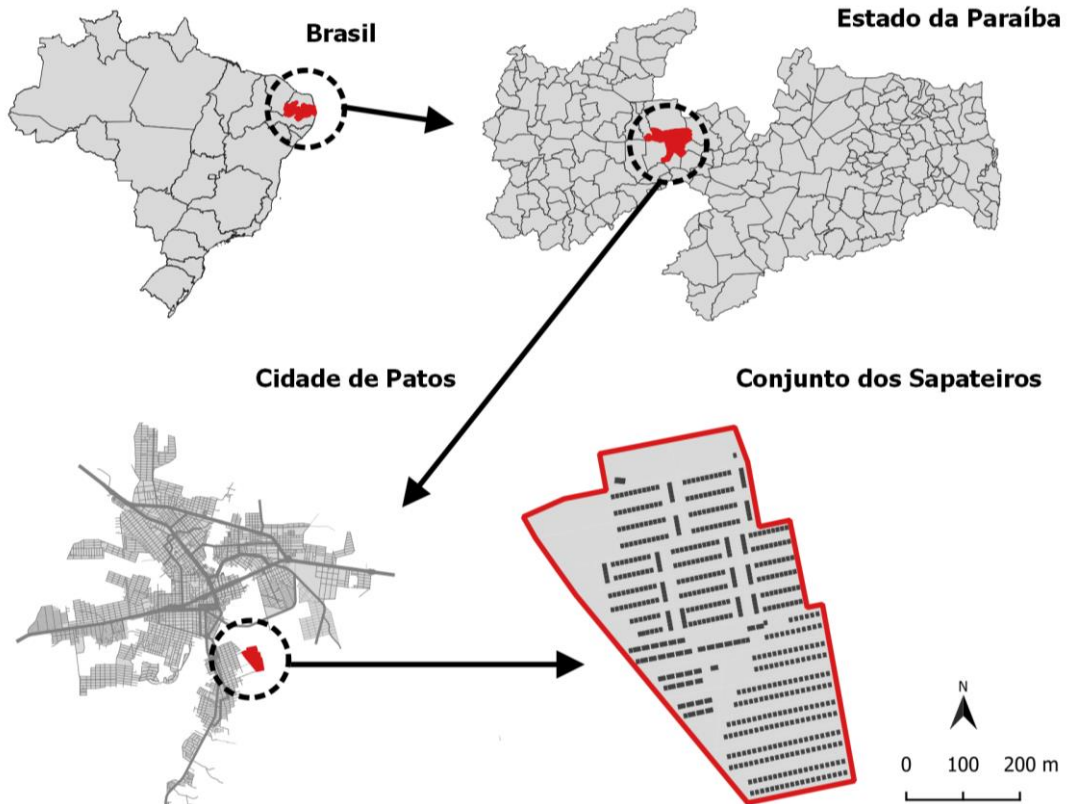 Brasil
Estado da Paraíba
Cidade de Patos
Conjunto dos Sapateiros
N
0 100 200 m